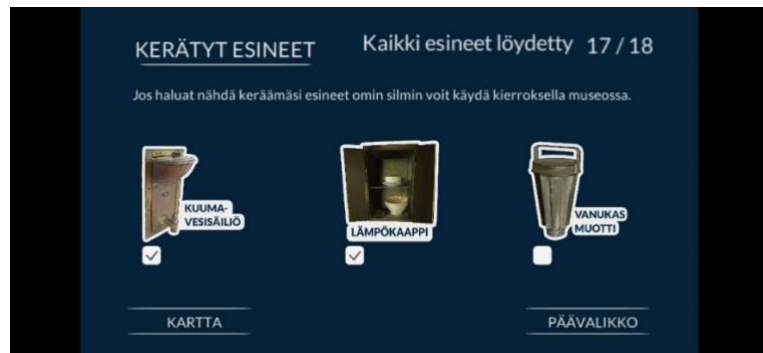 KERÄTYT ESINEET
Kaikki esineet löydetty 17 / 18
Jos haluat nähdä keräämäsi esineet omin silmin voit käydä kierroksella museossa.
KUUMA-
VESISÄILIÖ
LÄMPÖKAAPPI
VANUKAS
MUOTTI
KARTTA
PÄÄVALIKKO